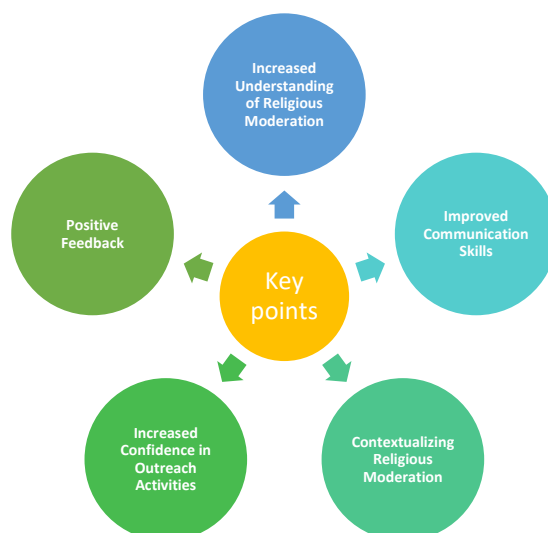 Increased
Understanding
of Religious
Moderation
Positive
Feedback
Improved
Communication
Skills
Key
points
Increased
Confidence in
Outreach
Activities
Contextualizing
Religious
Moderation